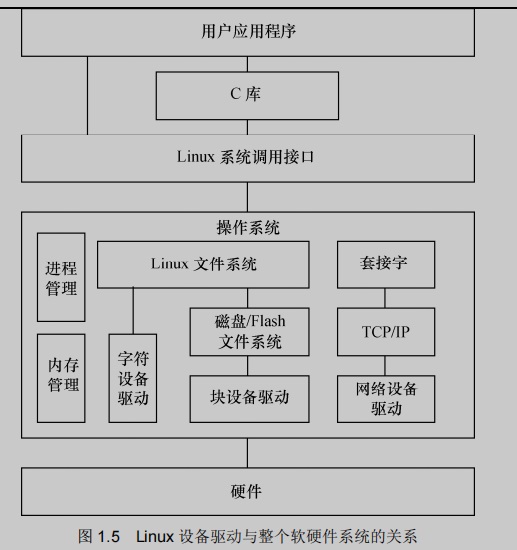 用户应用程序
C 库
Linux 系统调用接口
操作系统
进程
管理
内存
管理
Linux 文件系统
字符
设备
驱动
磁盘/Flash
文件系统
块设备驱动
套接字
TCP/IP
网络设备
驱动
硬件
图 1.5 Linux 设备驱动与整个软硬件系统的关系